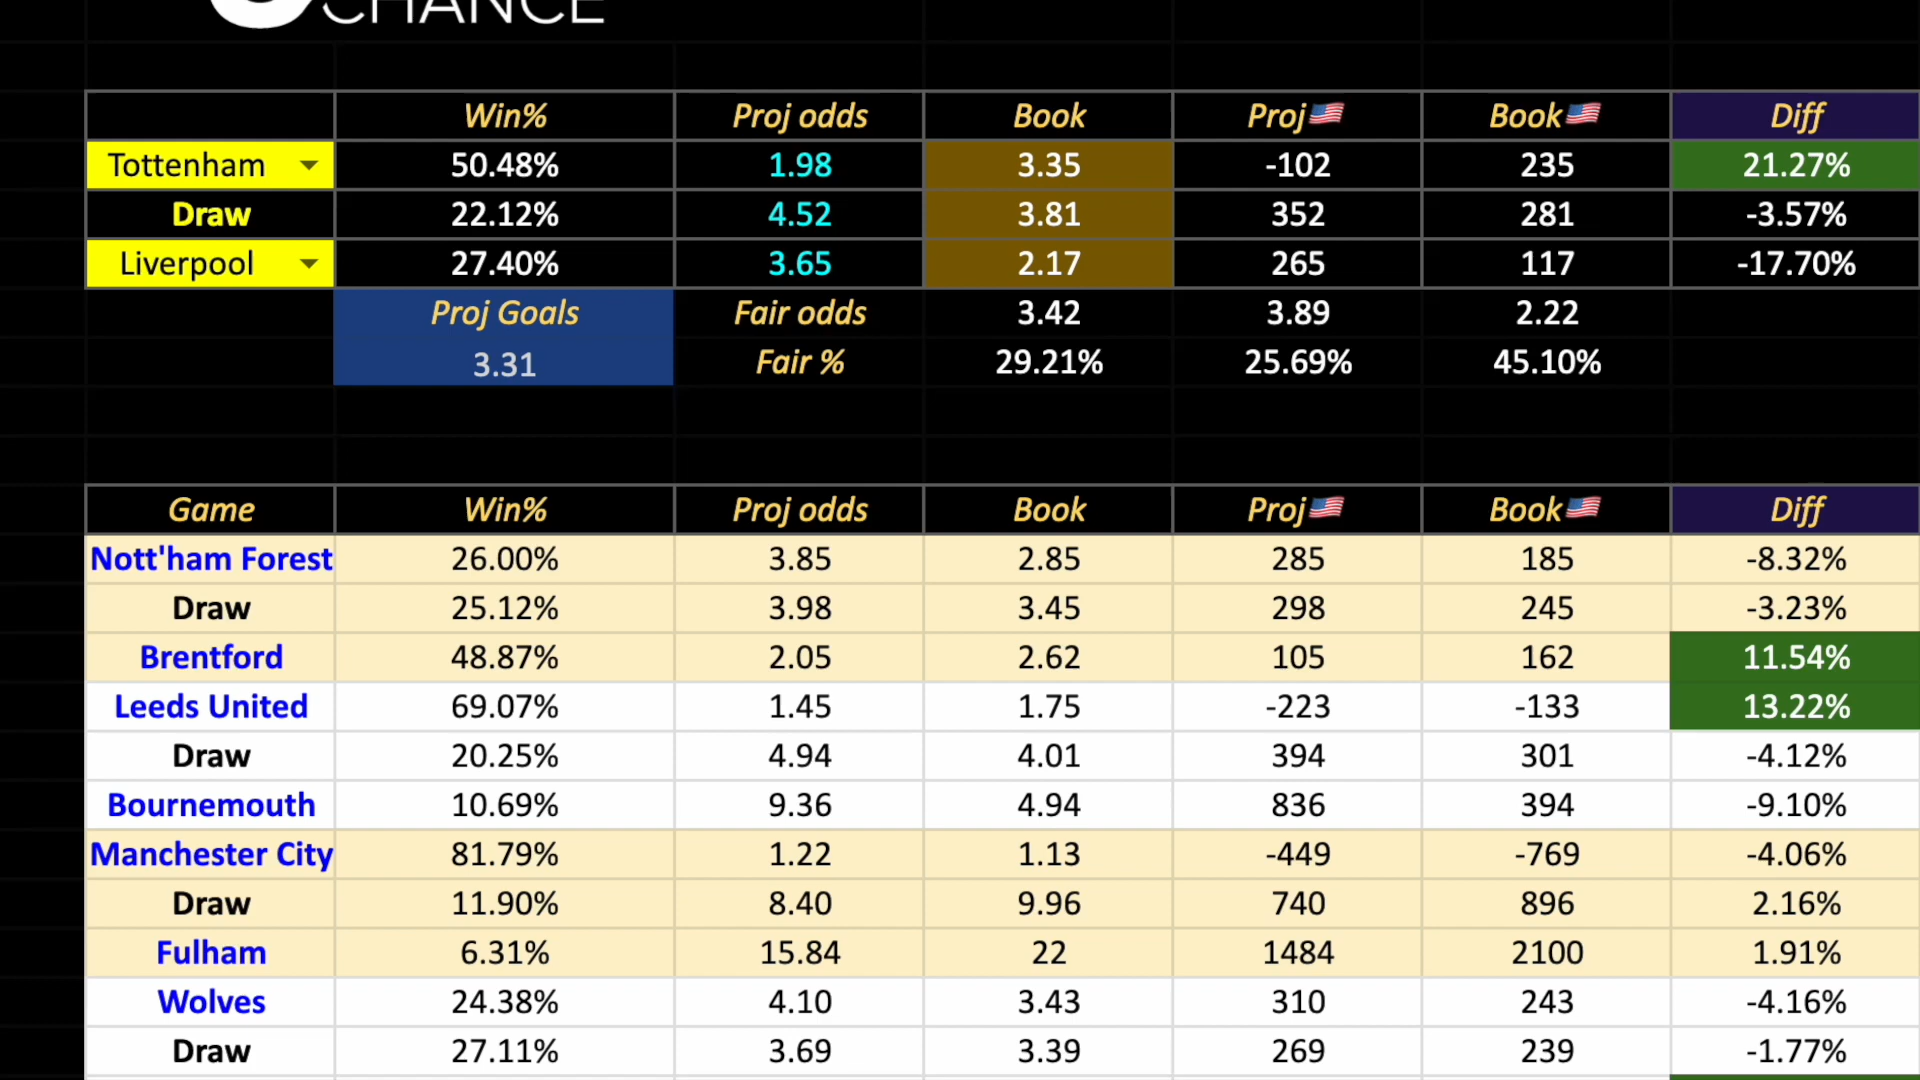 CHANCE
Win% Proj odds Book Proj🇺🇸 Book🇺🇸 Diff
Tottenham 50.48% 1.98 3.35 -102 235 21.27%
Draw 22.12% 4.52 3.81 352 281 -3.57%
Liverpool 27.40% 3.65 2.17 265 117 -17.70%
Proj Goals Fair odds 3.42 3.89 2.22
3.31 Fair % 29.21% 25.69% 45.10%
Game Win% Proj odds Book Proj🇺🇸 Book🇺🇸 Diff
Nott'ham Forest 26.00% 3.85 2.85 285 185 -8.32%
Draw 25.12% 3.98 3.45 298 245 -3.23%
Brentford 48.87% 2.05 2.62 105 162 11.54%
Leeds United 69.07% 1.45 1.75 -223 -133 13.22%
Draw 20.25% 4.94 4.01 394 301 -4.12%
Bournemouth 10.69% 9.36 4.94 836 394 -9.10%
Manchester City 81.79% 1.22 1.13 -449 -769 -4.06%
Draw 11.90% 8.40 9.96 740 896 2.16%
Fulham 6.31% 15.84 22 1484 2100 1.91%
Wolves 24.38% 4.10 3.43 310 243 -4.16%
Draw 27.11% 3.69 3.39 269 239 -1.77%